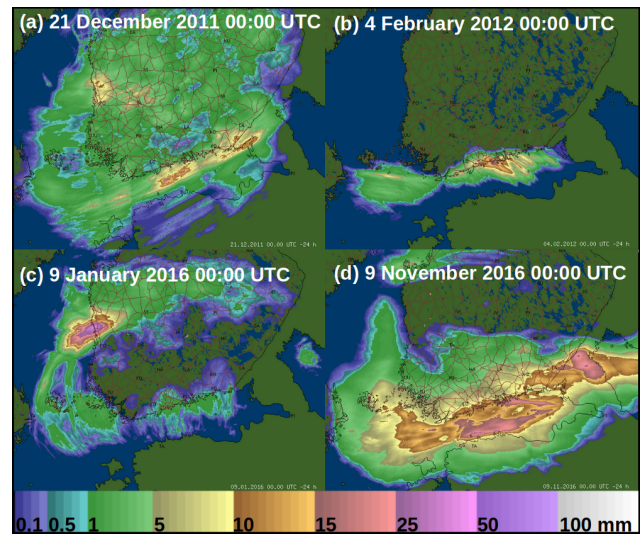 (a) 21 December 2011 00:00 UTC
(b) 4 February 2012 00:00 UTC
21.12.2011 00.00 UTC -24 h
04.02.2012 00.00 UTC -24 h
(c) 9 January 2016 00:00 UTC
(d) 9 November 2016 00:00 UTC
09.01.2016 00.00 UTC -24 h
09.11.2016 00.00 UTC -24 h
0.1 0.5 1 5 10 15 25 50 100 mm